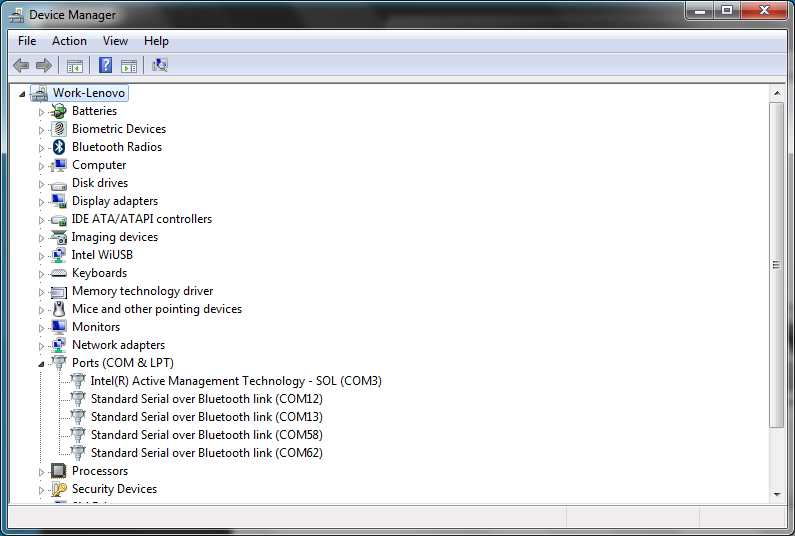 Device Manager
File Action View Help
Work-Lenovo
Batteries
Biometric Devices
Bluetooth Radios
Computer
Disk drives
Display adapters
IDE ATA/ATAPI controllers
Imaging devices
Intel WiUSB
Keyboards
Memory technology driver
Mice and other pointing devices
Monitors
Network adapters
Ports (COM & LPT)
Intel(R) Active Management Technology - SOL (COM3)
Standard Serial over Bluetooth link (COM12)
Standard Serial over Bluetooth link (COM13)
Standard Serial over Bluetooth link (COM58)
Standard Serial over Bluetooth link (COM62)
Processors
Security Devices